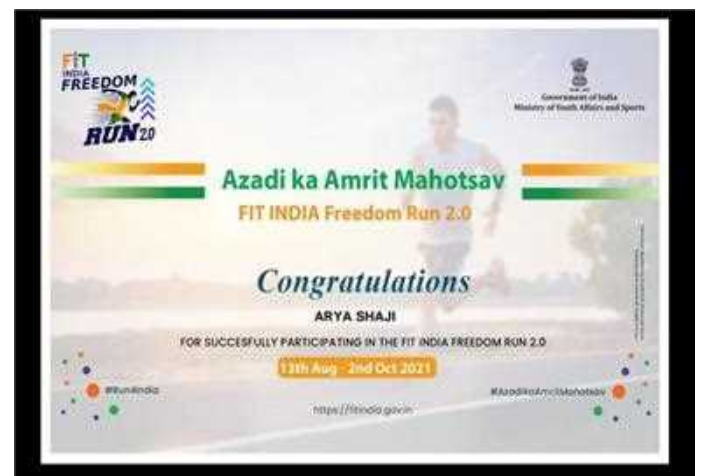 FIT
INDIA
FREEDOM
RUN 2.0
Government of India
Ministry of Youth Affairs and Sports
Azadi ka Amrit Mahotsav
FIT INDIA Freedom Run 2.0
Congratulations
ARYA SHAJI
FOR SUCCESFULLY PARTICIPATING IN THE FIT INDIA FREEDOM RUN 2.0
13th Aug - 2nd Oct 2021
#Run4India
#AzadiKaAmritMahotsav
https://fitindia.gov.in